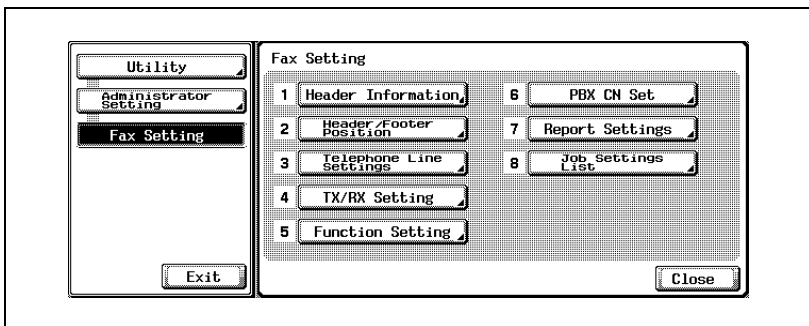 Utility
Administrator
Setting
Fax Setting
Exit
Fax Setting
1 Header Information
2 Header/Footer
Position
3 Telephone Line
Settings
4 TX/RX Setting
5 Function Setting
6 PBX CN Set
7 Report Settings
8 Job Settings
List
Close